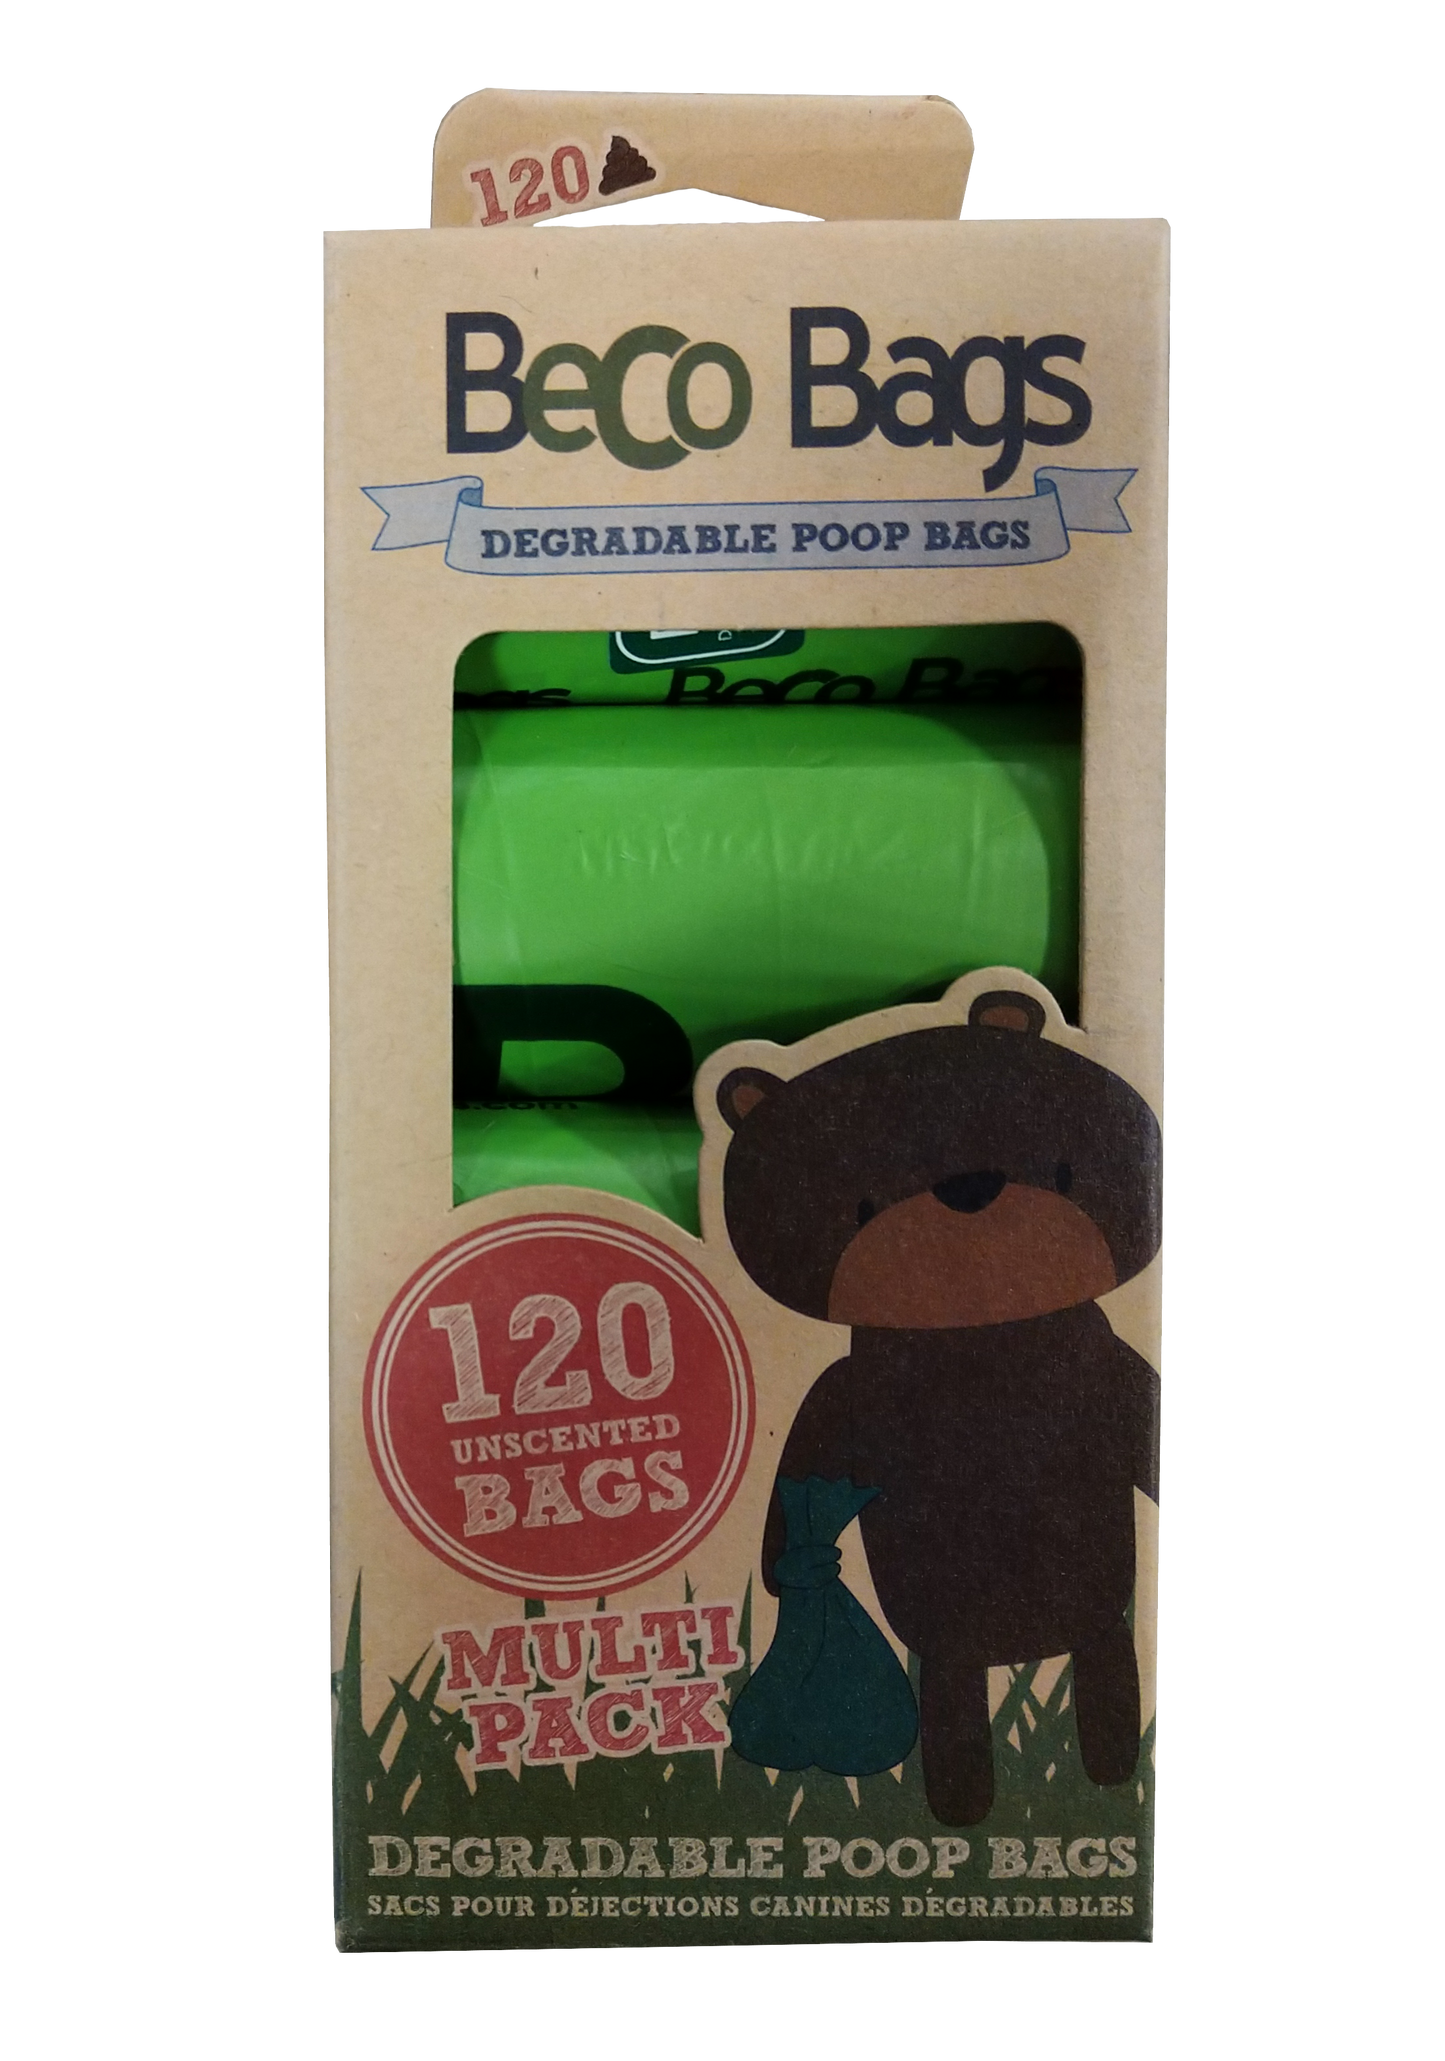 120
Beco Bags
DEGRADABLE POOP BAGS
Beco Bags
.com
120
UNSCENTED
BAGS
MULTI
PACK
DEGRADABLE POOP BAGS
SACS POUR DÉJECTIONS CANINES DÉGRADABLES